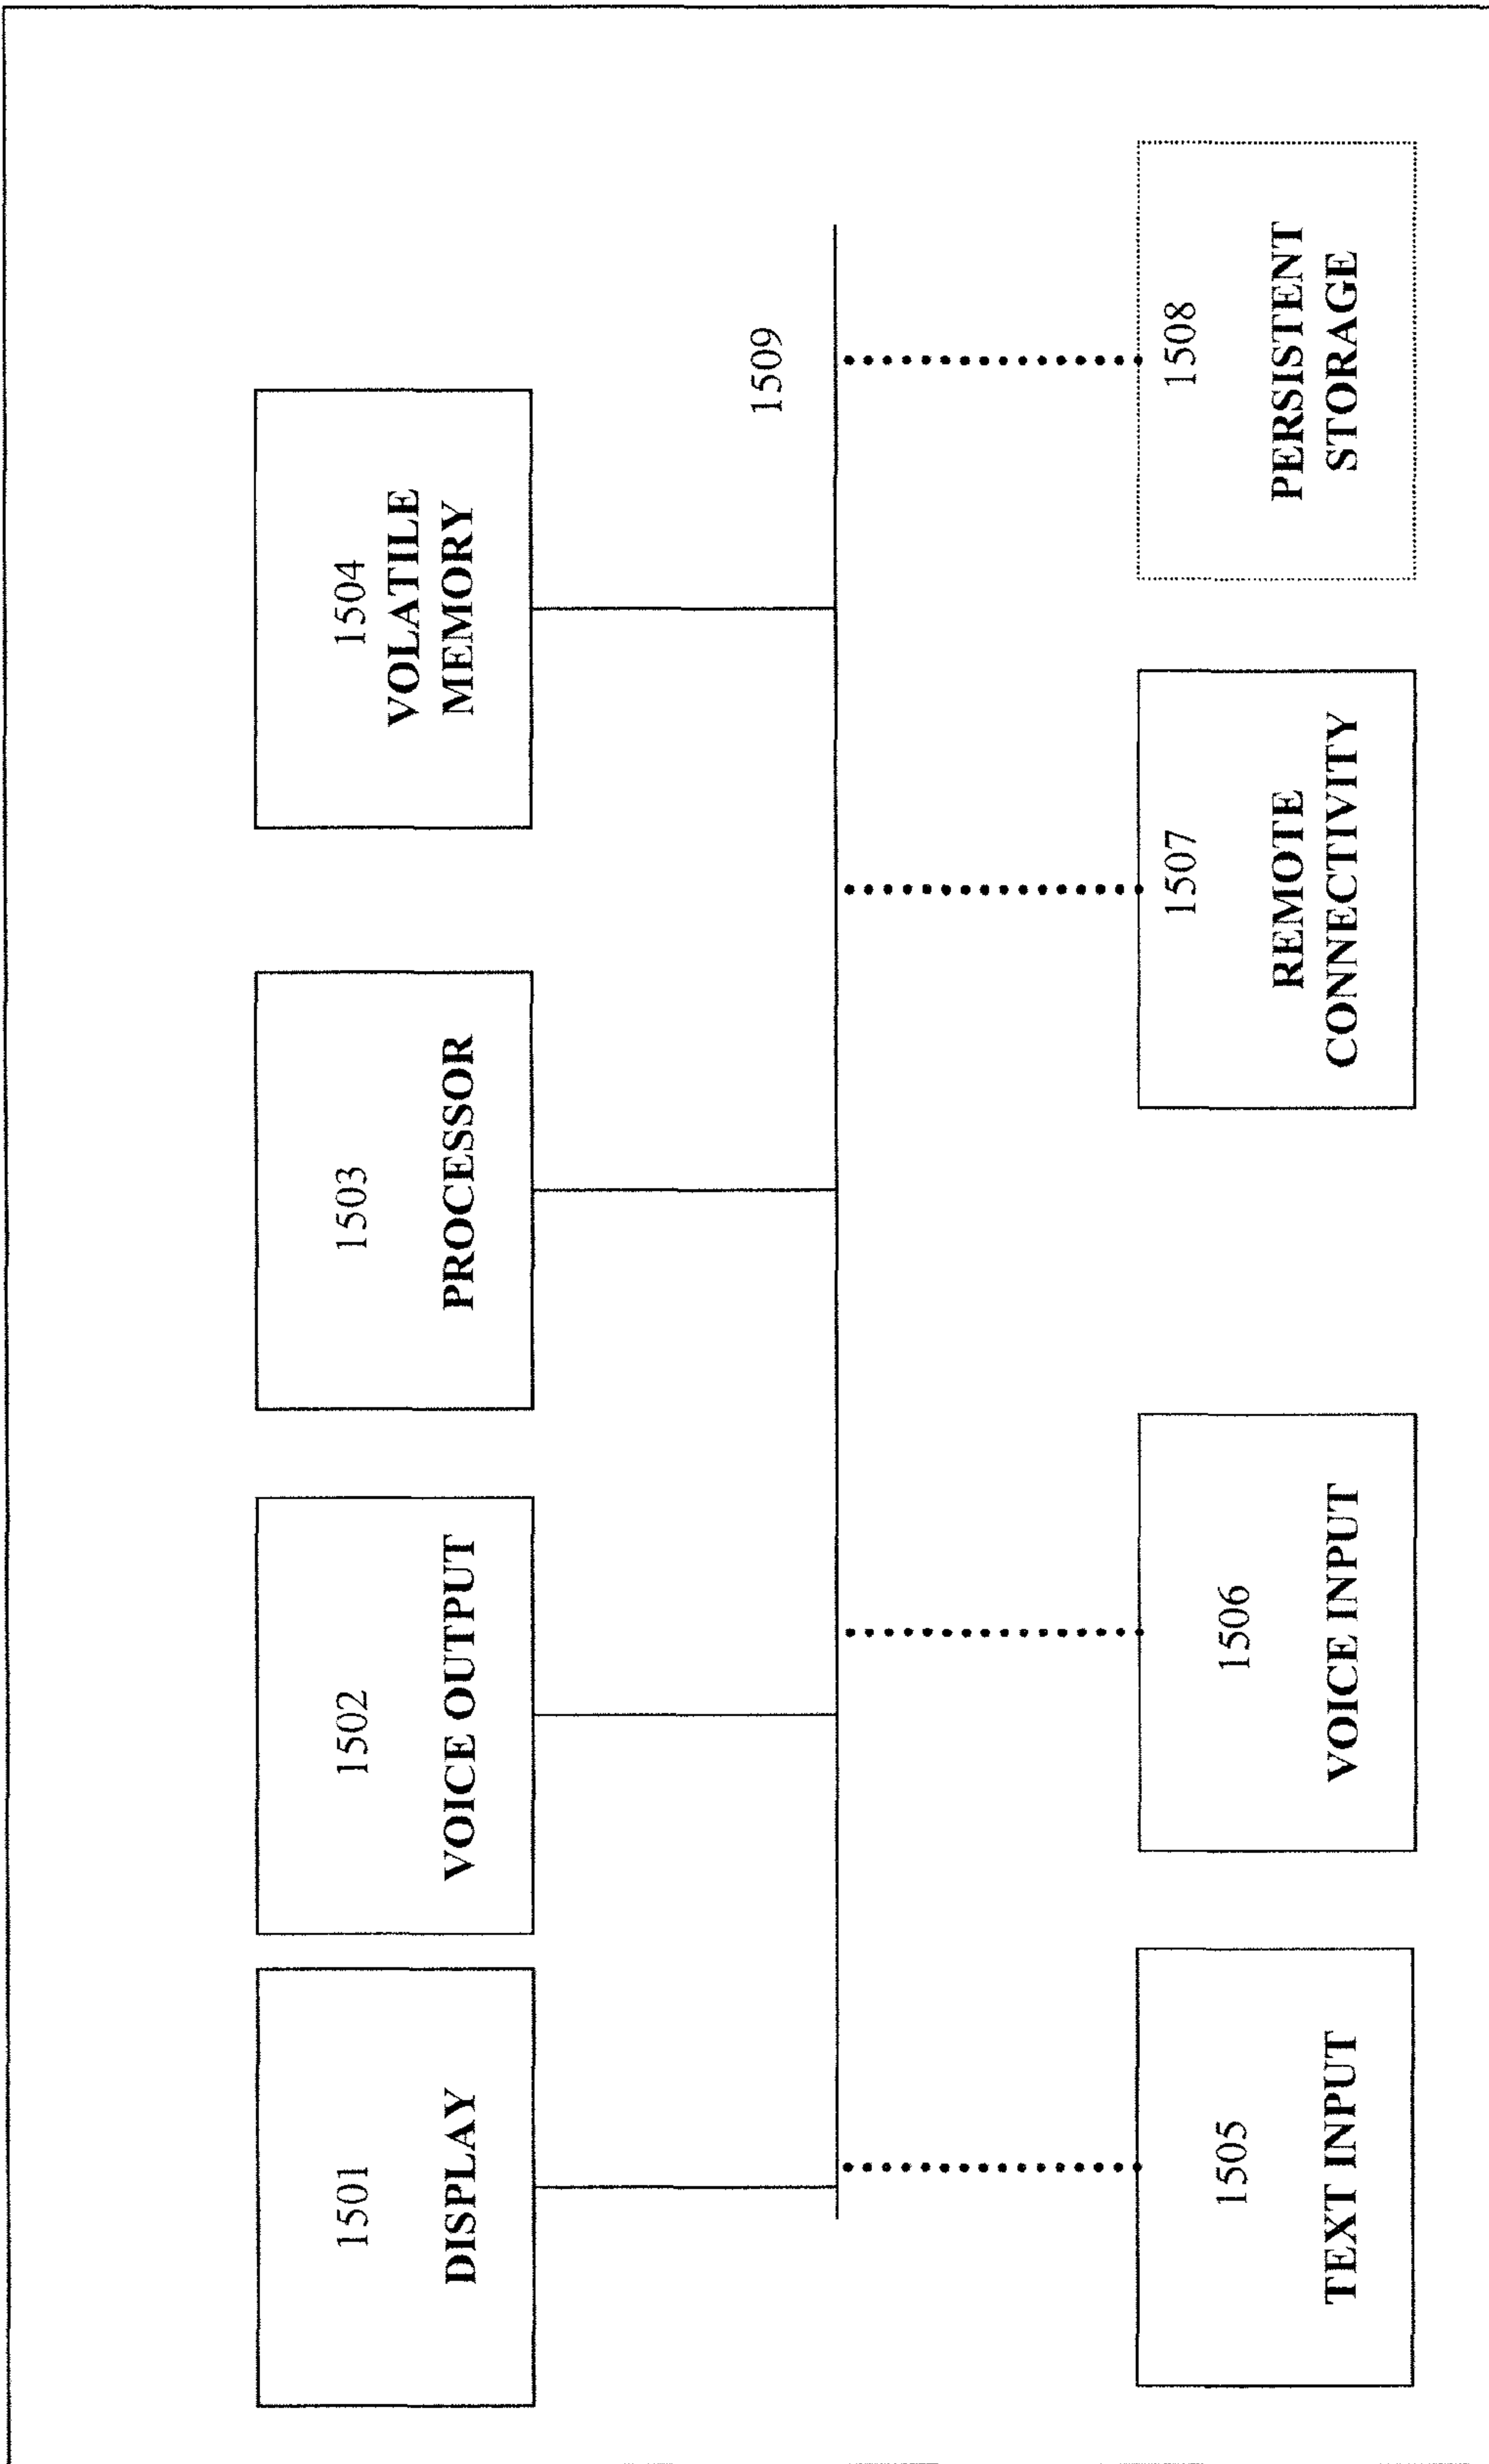 1501
DISPLAY
1502
VOICE OUTPUT
1503
PROCESSOR
1504
VOLATILE
MEMORY
1509
1505
TEXT INPUT
1506
VOICE INPUT
1507
REMOTE
CONNECTIVITY
1508
PERSISTENT
STORAGE